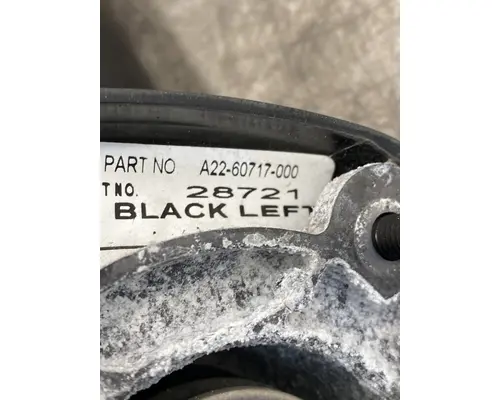 PART NO A22-60717-000
T NO. 28721
BLACK LEFT